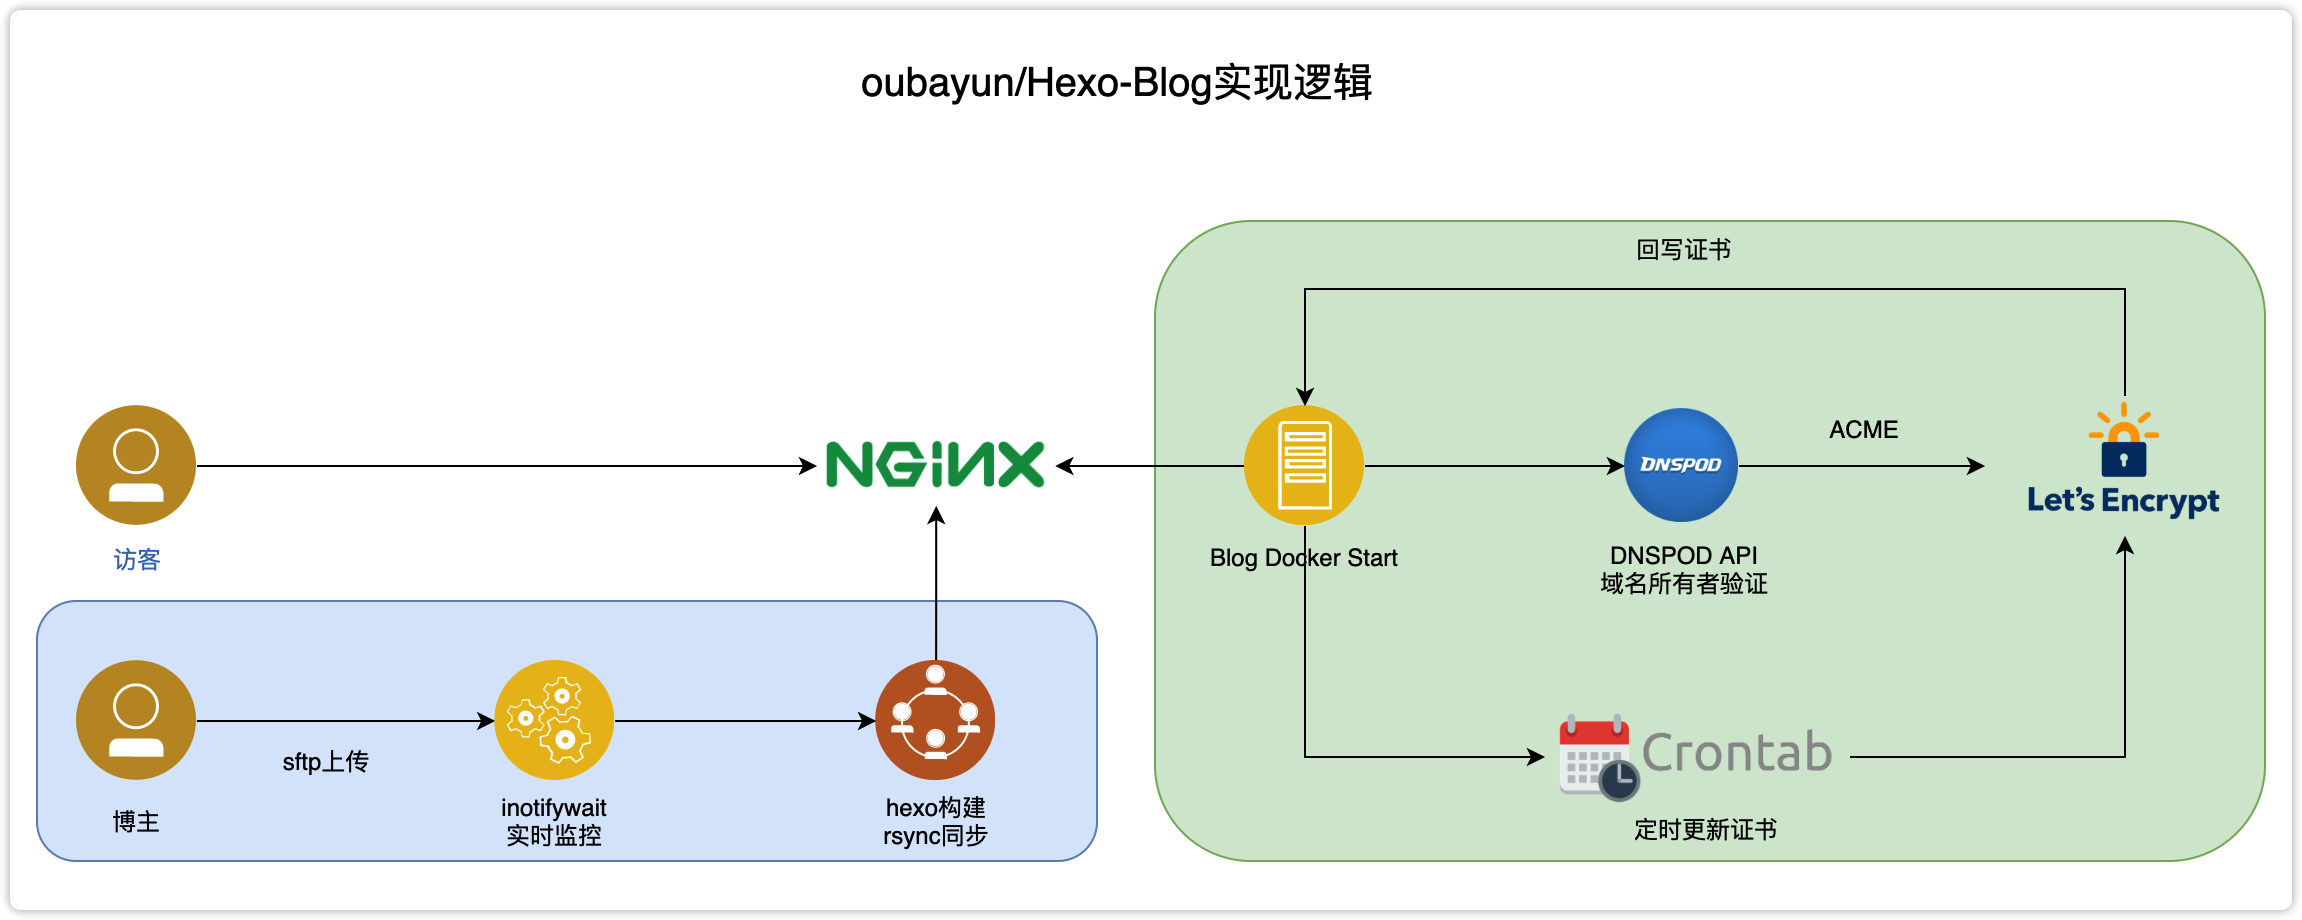 oubayun/Hexo-Blog实现逻辑
回写证书
访客
NGINX
Blog Docker Start
DNSPOD
DNSPOD API
域名所有者验证
ACME
Let's Encrypt
博主
sftp上传
inotifywait
实时监控
hexo构建
rsync同步
Crontab
定时更新证书